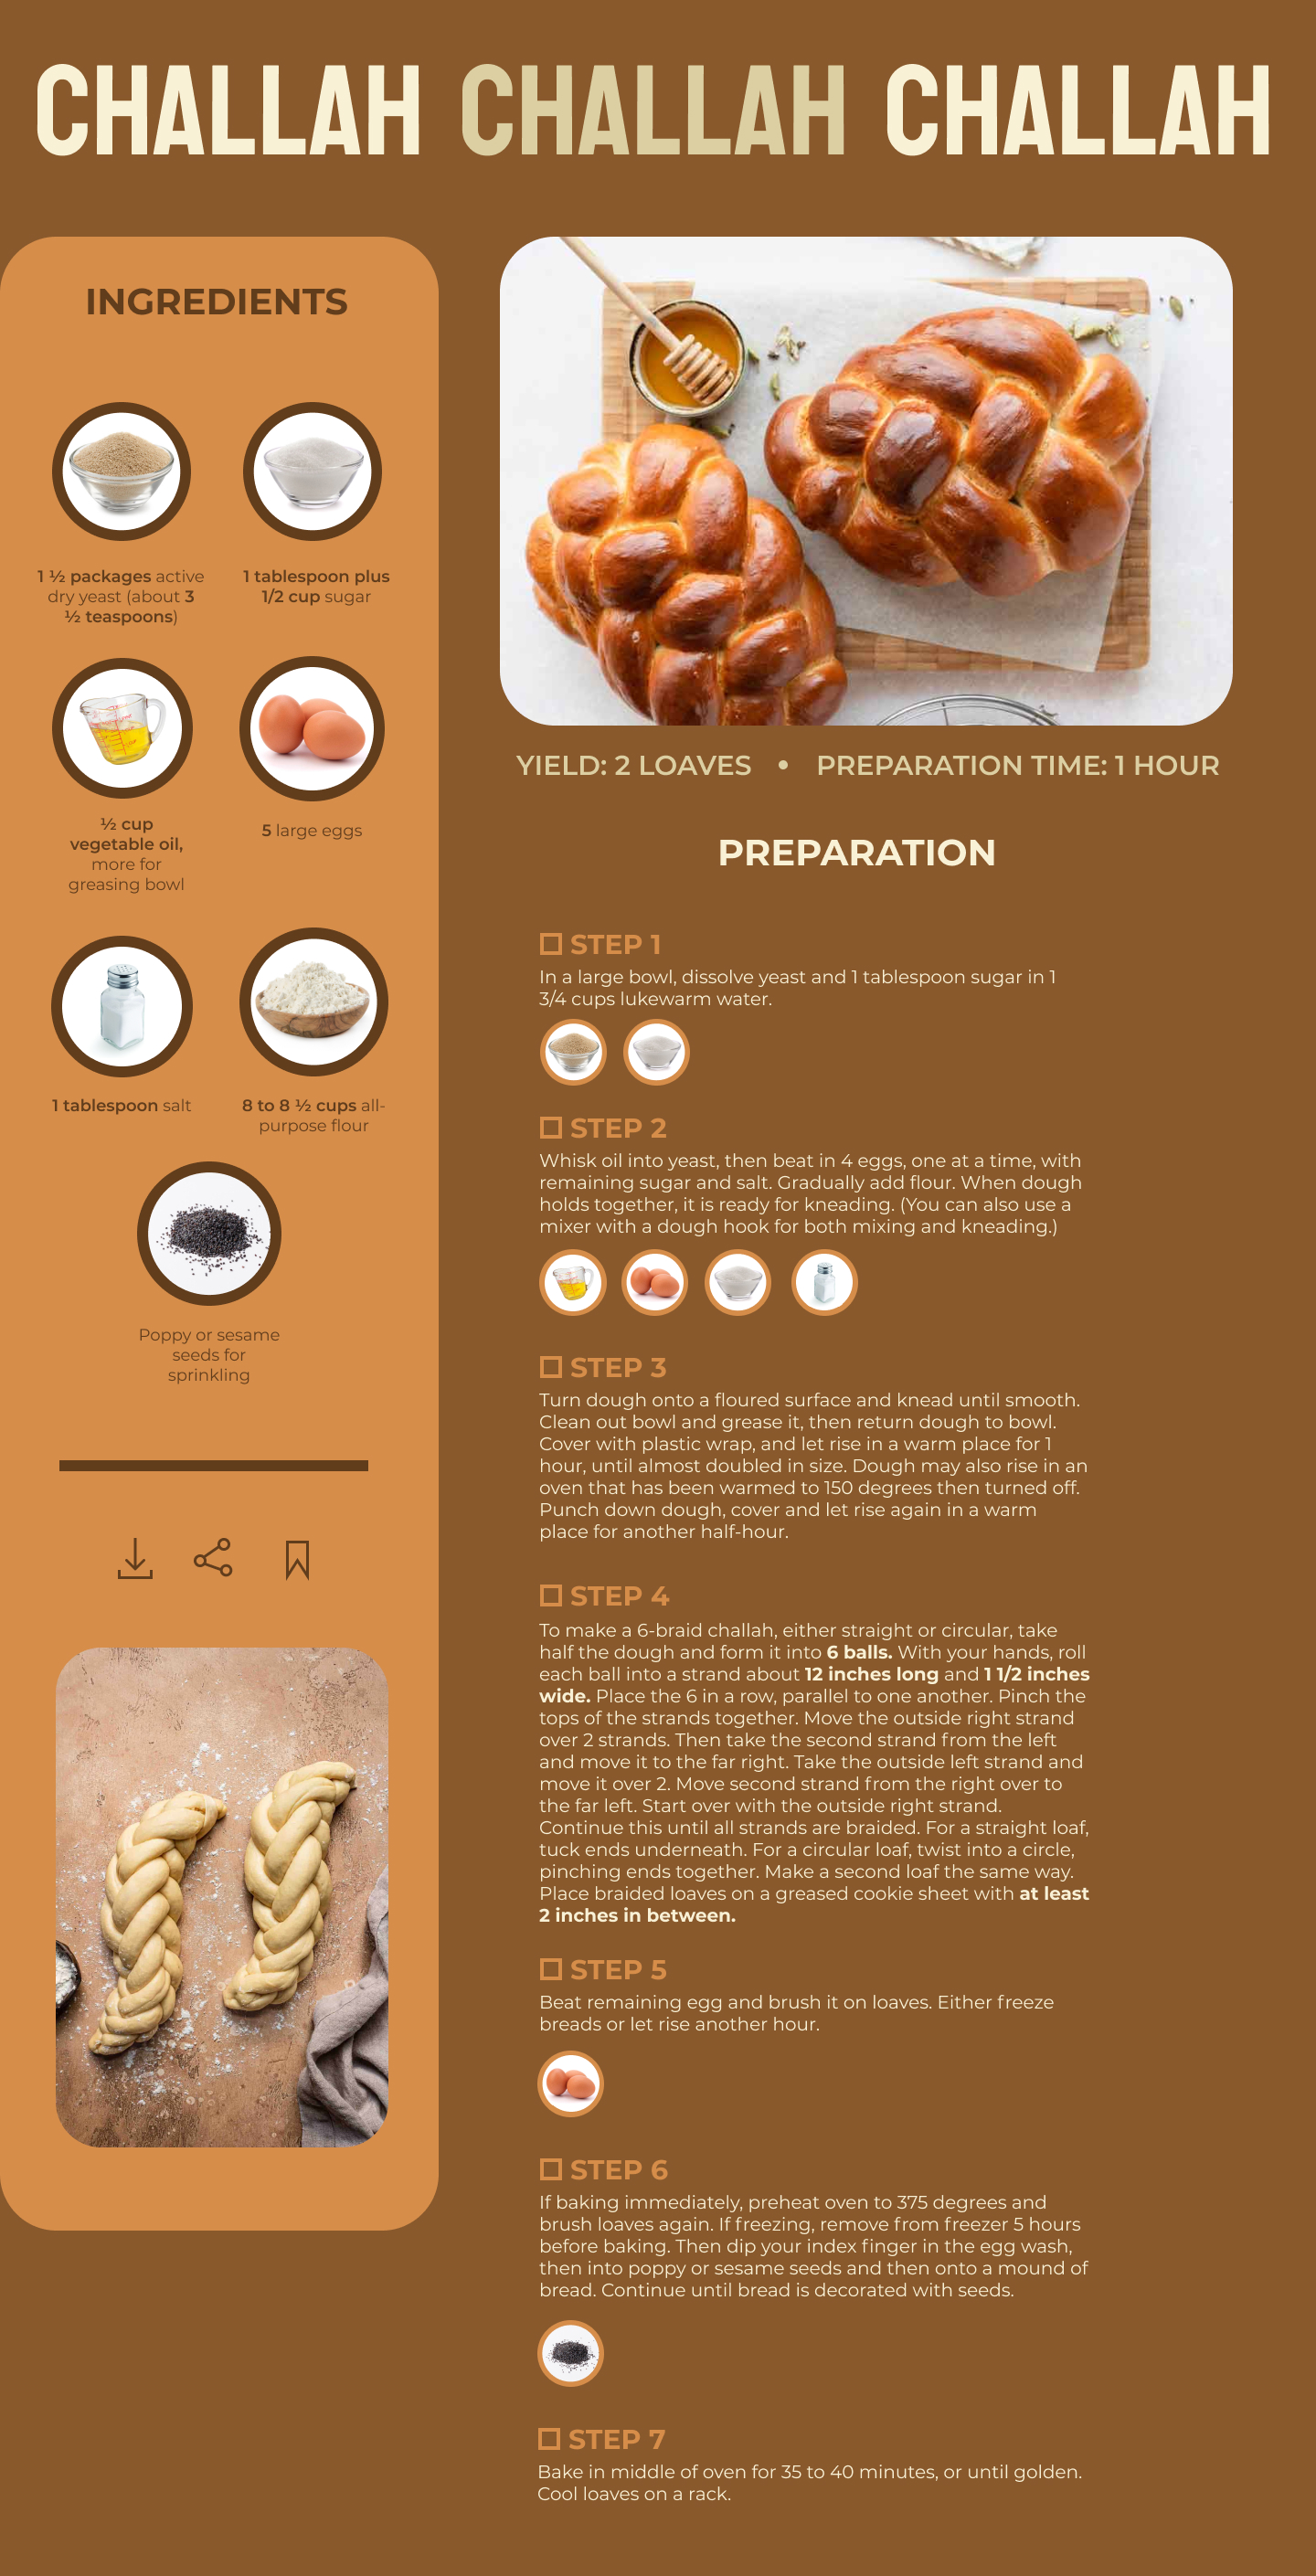 CHALLAH CHALLAH CHALLAH
INGREDIENTS
1 ½ packages active
dry yeast (about 3
½ teaspoons)
1 tablespoon plus
1/2 cup sugar
½ cup
vegetable oil,
more for
greasing bowl
5 large eggs
1 tablespoon salt
8 to 8 ½ cups all-
purpose flour
Poppy or sesame
seeds for
sprinkling
YIELD: 2 LOAVES • PREPARATION TIME: 1 HOUR
PREPARATION
STEP 1
In a large bowl, dissolve yeast and 1 tablespoon sugar in 1
3/4 cups lukewarm water.
STEP 2
Whisk oil into yeast, then beat in 4 eggs, one at a time, with
remaining sugar and salt. Gradually add flour. When dough
holds together, it is ready for kneading. (You can also use a
mixer with a dough hook for both mixing and kneading.)
STEP 3
Turn dough onto a floured surface and knead until smooth.
Clean out bowl and grease it, then return dough to bowl.
Cover with plastic wrap, and let rise in a warm place for 1
hour, until almost doubled in size. Dough may also rise in an
oven that has been warmed to 150 degrees then turned off.
Punch down dough, cover and let rise again in a warm
place for another half-hour.
STEP 4
To make a 6-braid challah, either straight or circular, take
half the dough and form it into 6 balls. With your hands, roll
each ball into a strand about 12 inches long and 1 1/2 inches
wide. Place the 6 in a row, parallel to one another. Pinch the
tops of the strands together. Move the outside right strand
over 2 strands. Then take the second strand from the left
and move it to the far right. Take the outside left strand and
move it over 2. Move second strand from the right over to
the far left. Start over with the outside right strand.
Continue this until all strands are braided. For a straight loaf,
tuck ends underneath. For a circular loaf, twist into a circle,
pinching ends together. Make a second loaf the same way.
Place braided loaves on a greased cookie sheet with at least
2 inches in between.
STEP 5
Beat remaining egg and brush it on loaves. Either freeze
breads or let rise another hour.
STEP 6
If baking immediately, preheat oven to 375 degrees and
brush loaves again. If freezing, remove from freezer 5 hours
before baking. Then dip your index finger in the egg wash,
then into poppy or sesame seeds and then onto a mound of
bread. Continue until bread is decorated with seeds.
STEP 7
Bake in middle of oven for 35 to 40 minutes, or until golden.
Cool loaves on a rack.